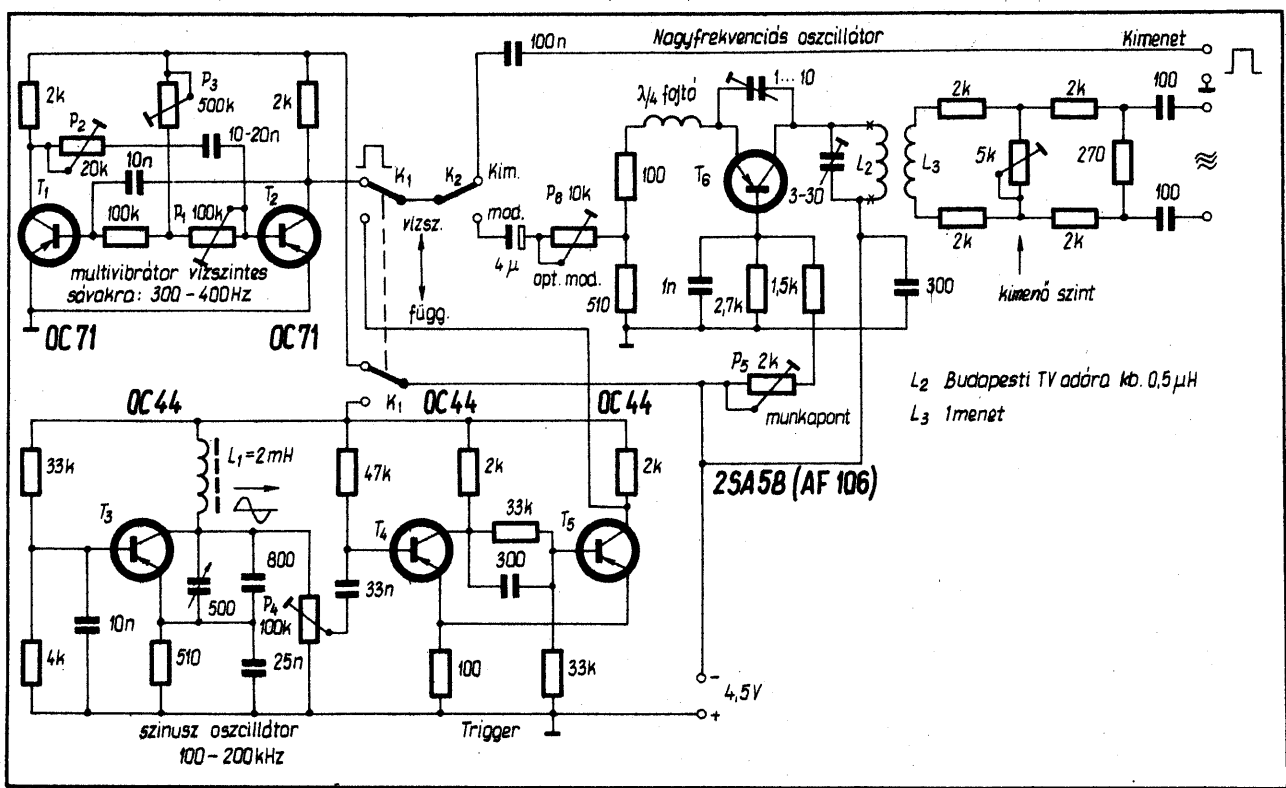 100n
Nagyfrekvenciás oszcillátor
Kimenet
2k
P3
500k
2k
P2
20k
10-20n
10n
T1
100k
P1
100k
T2
multivibrátor vízszintes
sávokra: 300-400Hz
OC71
OC71
K1
K2
Kim.
vízsz.
függ.
mod.
4µ
P6
10k
opt. mod.
λ/4 fojtó
1...10
100
510
T6
3-30
L2
L3
1n
2,7k
1,5k
300
2k
2k
5k
270
2k
2k
100
100
kimenő szint
P5
2k
munkapont
L2 Budapesti TV adóra kb. 0,5µH
L3 1 menet
2SA58 (AF 106)
K1
OC44
OC44
OC44
33k
L1=2mH
47k
2k
2k
T3
T4
33k
T5
300
800
500
P4
100k
33n
10n
4k
510
25n
100
33k
-
4,5V
+
szinusz oszcillátor
100-200kHz
Trigger